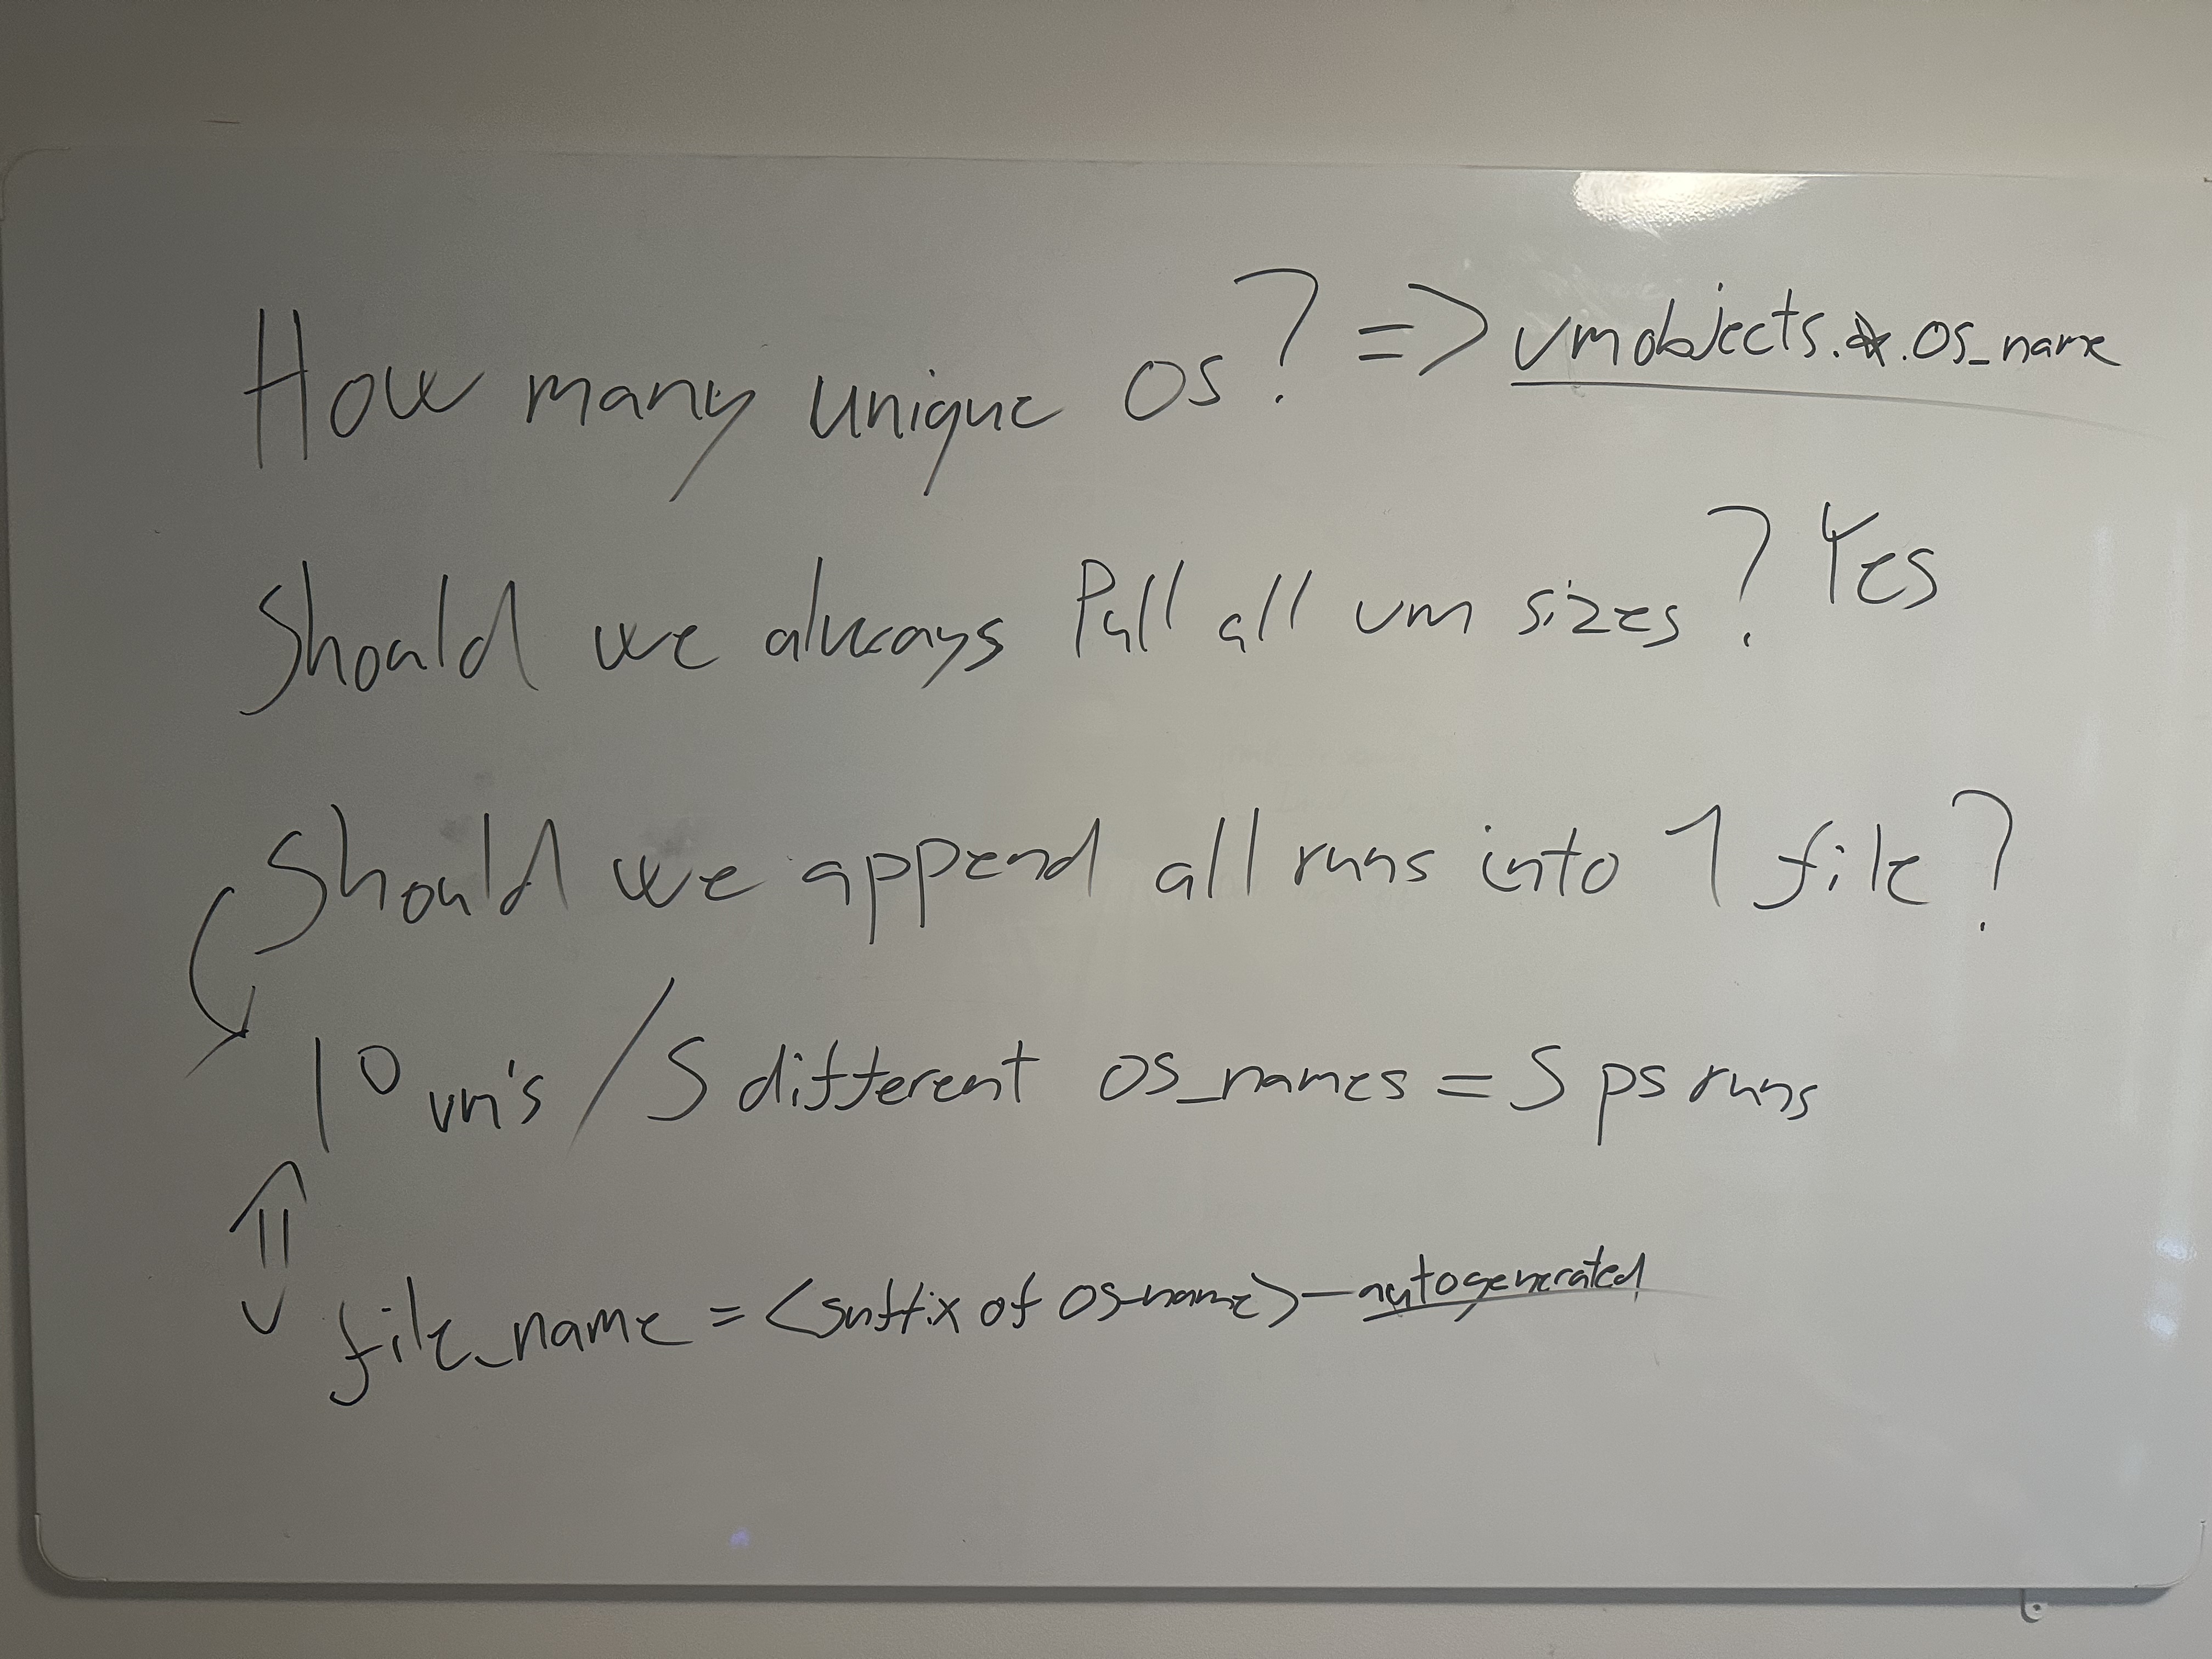 How many unique OS? => vmobjects.*.os_name
Should we always Pull all vm sizes? Yes
Should we append all runs into 1 file?
10 vm's / 5 different os_names = 5 ps runs
file_name = <suffix of os_name>-autogenerated